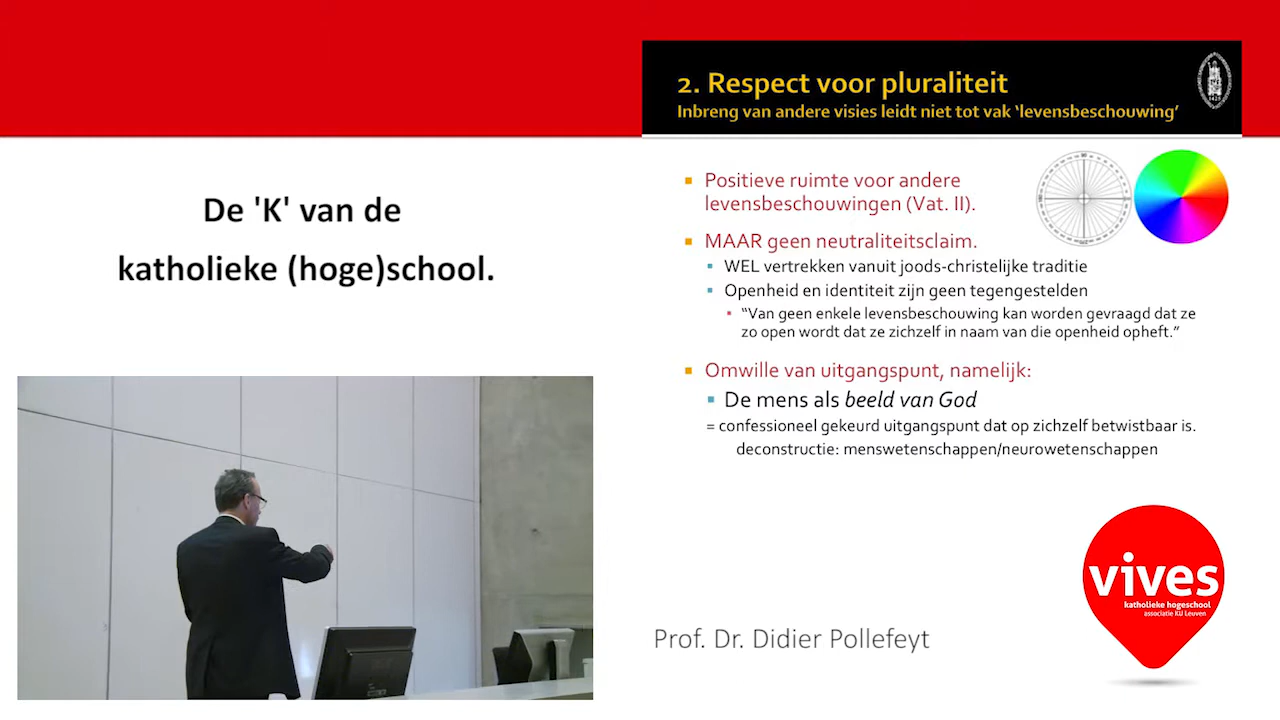 De 'K' van de
katholieke (hoge)school.
2. Respect voor pluraliteit
Inbreng van andere visies leidt niet tot vak ‘levensbeschouwing’
Positieve ruimte voor andere
levensbeschouwingen (Vat. II).
MAAR geen neutraliteitsclaim.
WEL vertrekken vanuit joods-christelijke traditie
Openheid en identiteit zijn geen tegengestelden
“Van geen enkele levensbeschouwing kan worden gevraagd dat ze
zo open wordt dat ze zichzelf in naam van die openheid opheft.”
Omwille van uitgangspunt, namelijk:
De mens als beeld van God
= confessioneel gekeurd uitgangspunt dat op zichzelf betwistbaar is.
deconstructie: menswetenschappen/neurowetenschappen
vives
katholieke hogeschool
associatie KU Leuven
Prof. Dr. Didier Pollefeyt